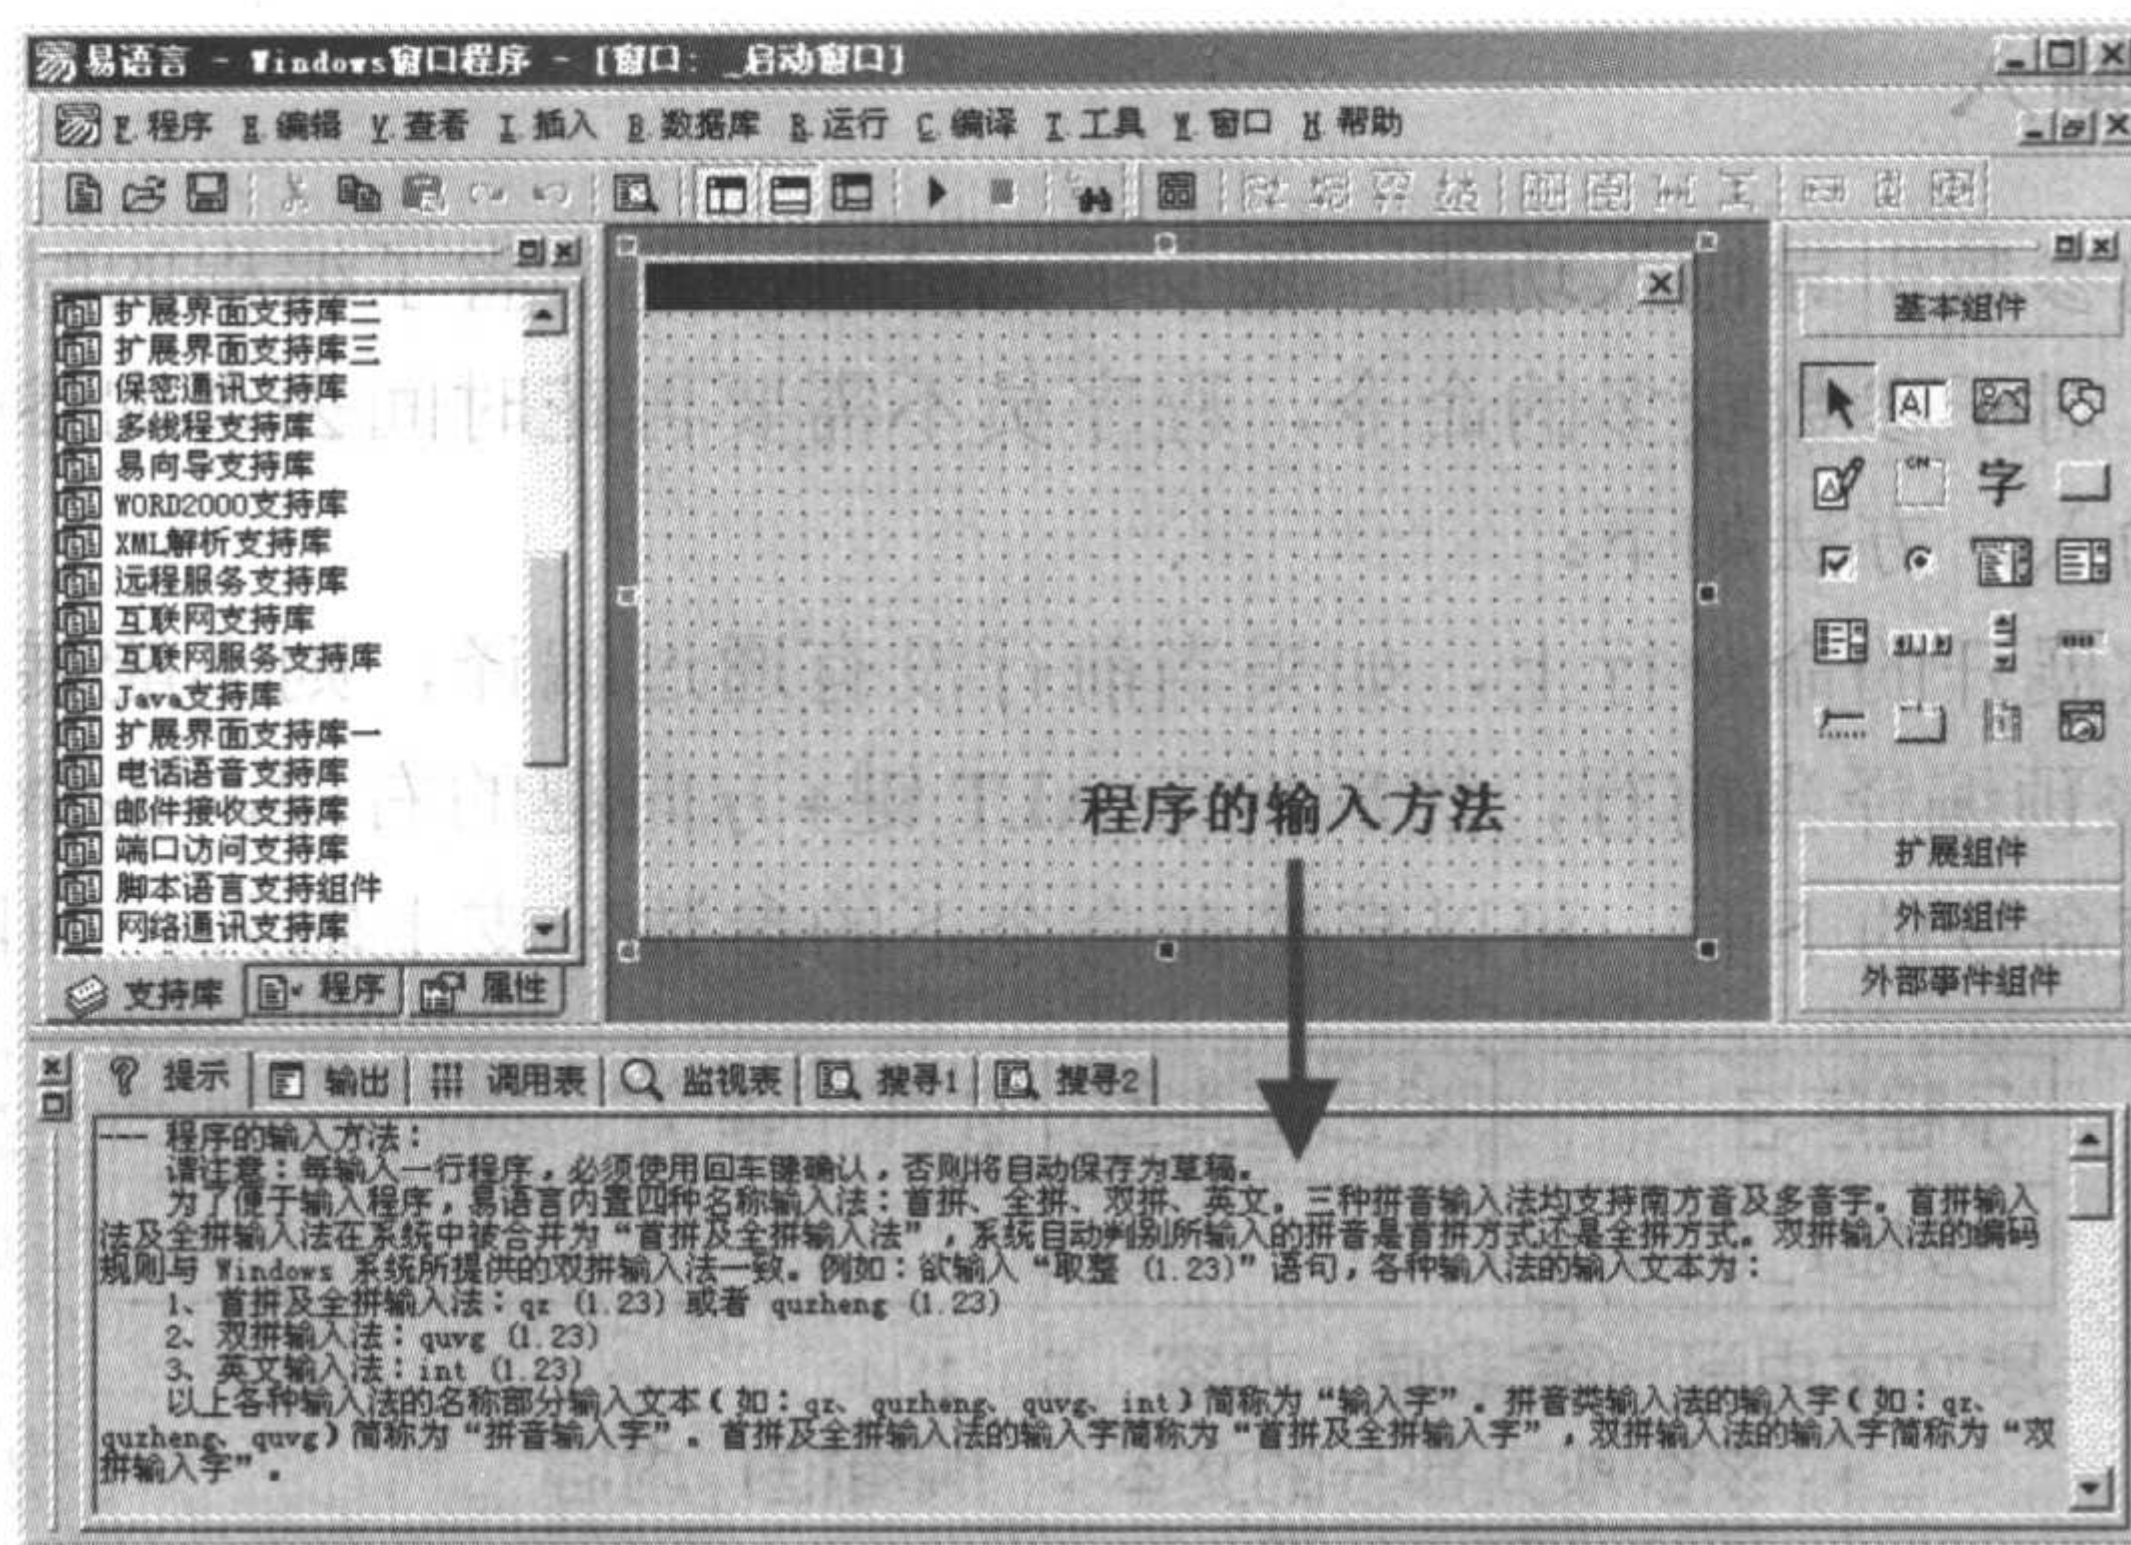 易语言 - Windows窗口程序 - [窗口: _启动窗口]
F.程序 E.编辑 V.查看 I.插入 B.数据库 R.运行 C.编译 T.工具 W.窗口 H.帮助
扩展界面支持库二
扩展界面支持库三
保密通讯支持库
多线程支持库
易向导支持库
WORD2000支持库
XML解析支持库
远程服务支持库
互联网支持库
互联网服务支持库
Java支持库
扩展界面支持库一
电话语音支持库
邮件接收支持库
端口访问支持库
脚本语言支持组件
网络通讯支持库
支持库 程序 属性
程序的输入方法
基本组件
字
扩展组件
外部组件
外部事件组件
提示 输出 调用表 监视表 搜寻1 搜寻2
--- 程序的输入方法：
请注意：每输入一行程序，必须使用回车键确认，否则将自动保存为草稿。
为了便于输入程序，易语言内置四种名称输入法：首拼、全拼、双拼、英文。三种拼音输入法均支持南方音及多音字。首拼输入
法及全拼输入法在系统中被合并为“首拼及全拼输入法”，系统自动判别所输入的拼音是首拼方式还是全拼方式。双拼输入法的编码
规则与 Windows 系统所提供的双拼输入法一致。例如：欲输入“取整 (1.23)”语句，各种输入法的输入文本为：
1、首拼及全拼输入法：qz (1.23) 或者 quzheng (1.23)
2、双拼输入法：quvg (1.23)
3、英文输入法：int (1.23)
以上各种输入法的名称部分输入文本(如：qz、quzheng、quvg、int)简称为“输入字”。拼音类输入法的输入字(如：qz、
quzheng、quvg)简称为“拼音输入字”。首拼及全拼输入法的输入字简称为“首拼及全拼输入字”，双拼输入法的输入字简称为“双
拼输入字”。